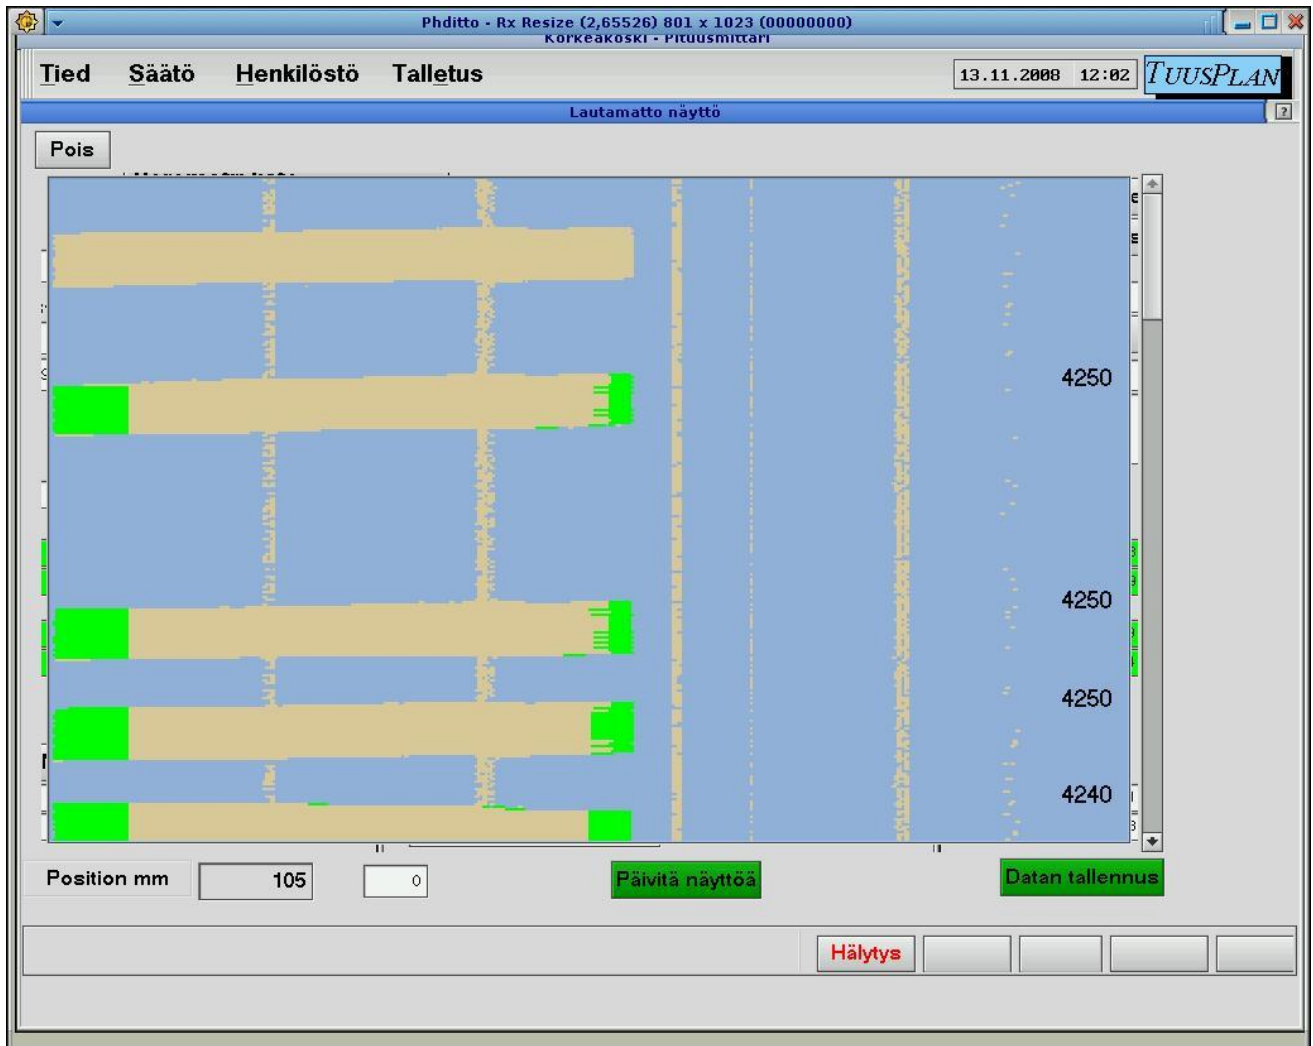 Phditto - Rx Resize (2,65526) 801 x 1023 (00000000)
Korkeakoski - Pituusmittari
Tied Säätö Henkilöstö Talletus 13.11.2008 12:02 TUUSPLAN
Lautamatto näyttö ?
Pois
4250
4250
4250
4240
Position mm 105 0 Päivitä näyttöä Datan tallennus
Hälytys